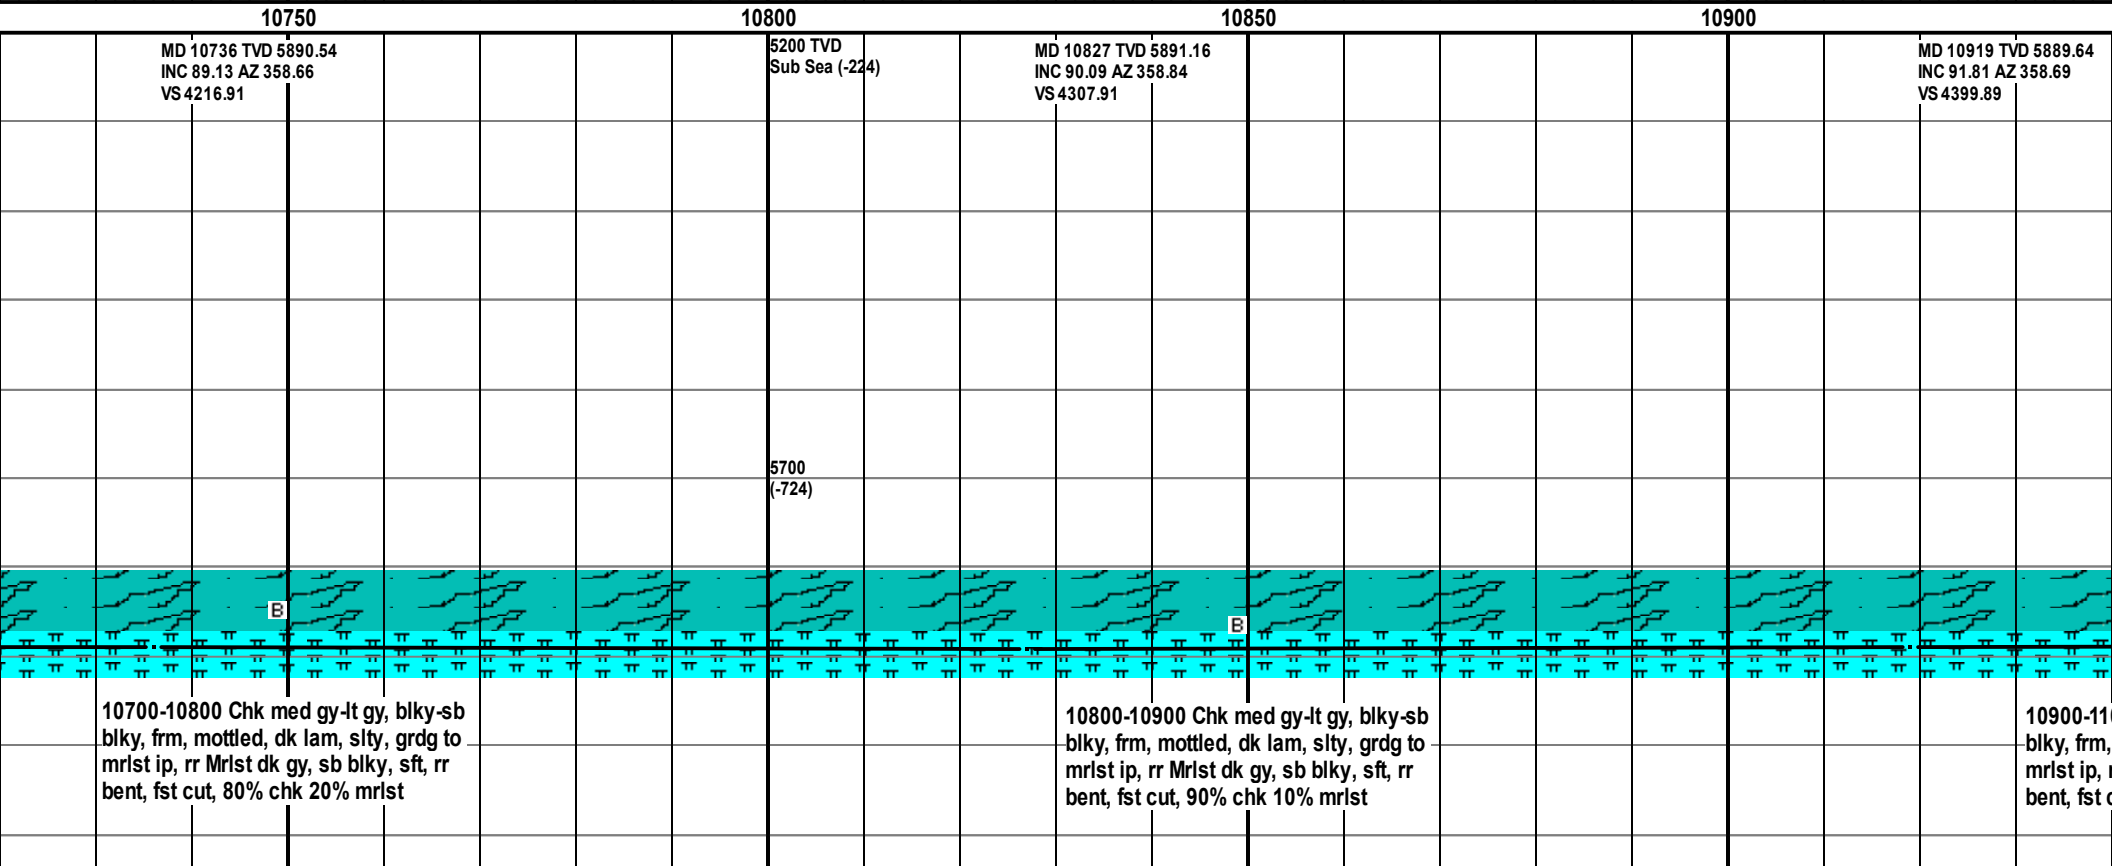 10750
10800
10850
10900
MD 10736 TVD 5890.54
INC 89.13 AZ 358.66
VS 4216.91
5200 TVD
Sub Sea (-224)
MD 10827 TVD 5891.16
INC 90.09 AZ 358.84
VS 4307.91
MD 10919 TVD 5889.64
INC 91.81 AZ 358.69
VS 4399.89
5700
(-724)
B
B
10700-10800 Chk med gy-lt gy, blky-sb
blky, frm, mottled, dk lam, slty, grdg to
mrlst ip, rr Mrlst dk gy, sb blky, sft, rr
bent, fst cut, 80% chk 20% mrlst
10800-10900 Chk med gy-lt gy, blky-sb
blky, frm, mottled, dk lam, slty, grdg to
mrlst ip, rr Mrlst dk gy, sb blky, sft, rr
bent, fst cut, 90% chk 10% mrlst
10900-11
blky, frm,
mrlst ip,
bent, fst